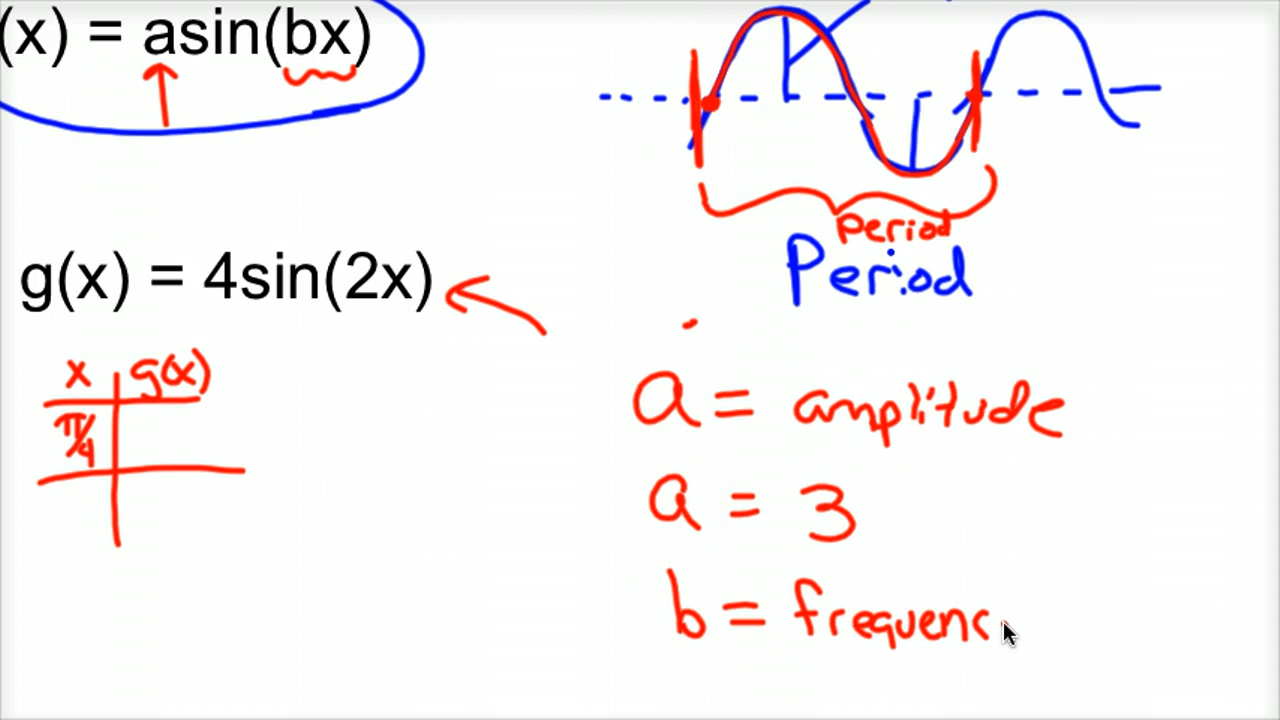 (x) = asin(bx)
period
Period
g(x) = 4sin(2x)
x g(x)
π/4
a = amplitude
a = 3
b = frequenc